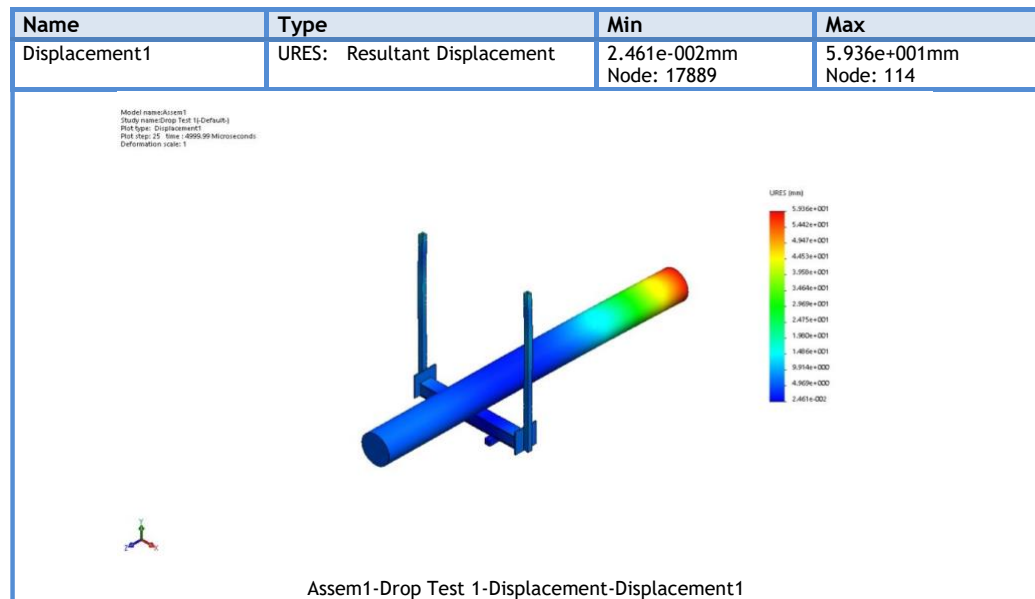 Name Type Min Max
Displacement1 URES: Resultant Displacement 2.461e-002mm 5.936e+001mm
Node: 17889 Node: 114
Model name:Assem1
Study name:Drop Test 1(-Default-)
Plot type: Displacement1
Plot step: 25 time : 4999.99 Microseconds
Deformation scale: 1
URES (mm)
5.936e+001
5.442e+001
4.947e+001
4.453e+001
3.958e+001
3.464e+001
2.969e+001
2.475e+001
1.980e+001
1.486e+001
9.914e+000
4.969e+000
2.461e-002
Y
Z X
Assem1-Drop Test 1-Displacement-Displacement1